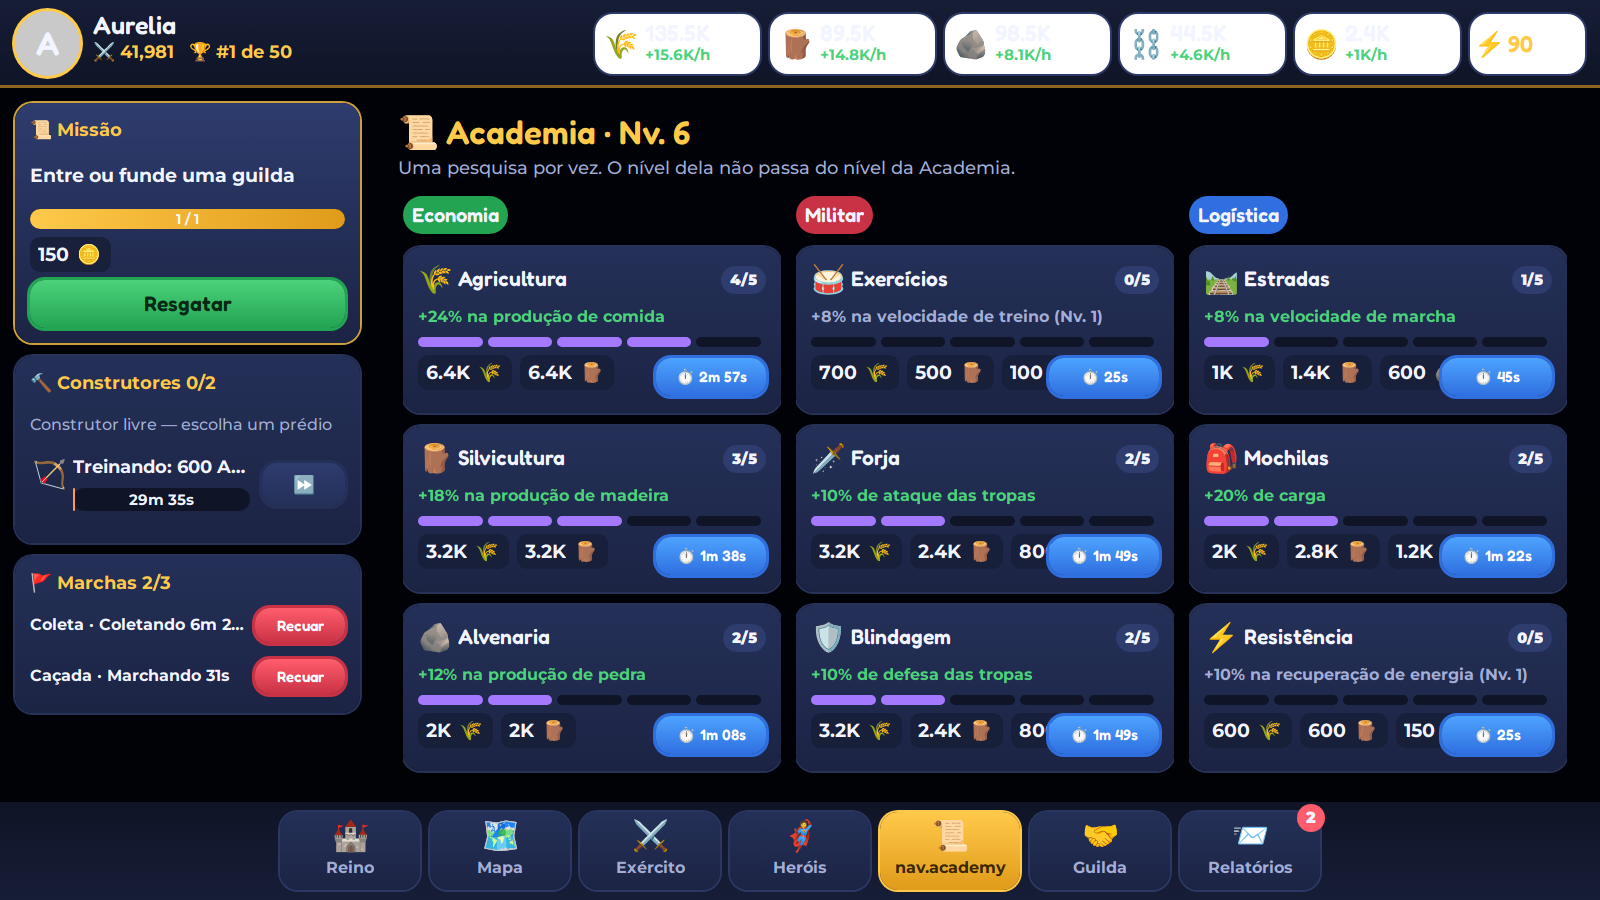 A
Aurelia
41,981 #1 de 50
135.5K
+15.6K/h
89.5K
+14.8K/h
98.5K
+8.1K/h
44.5K
+4.6K/h
2.4K
+1K/h
90
Missão
Entre ou funde uma guilda
1 / 1
150
Resgatar
Construtores 0/2
Construtor livre — escolha um prédio
Treinando: 600 A...
29m 35s
Marchas 2/3
Coleta · Coletando 6m 2...
Recuar
Caçada · Marchando 31s
Recuar
Academia · Nv. 6
Uma pesquisa por vez. O nível dela não passa do nível da Academia.
Economia
Militar
Logística
Agricultura 4/5
+24% na produção de comida
6.4K 6.4K 2m 57s
Exercícios 0/5
+8% na velocidade de treino (Nv. 1)
700 500 100 25s
Estradas 1/5
+8% na velocidade de marcha
1K 1.4K 600 45s
Silvicultura 3/5
+18% na produção de madeira
3.2K 3.2K 1m 38s
Forja 2/5
+10% de ataque das tropas
3.2K 2.4K 80 1m 49s
Mochilas 2/5
+20% de carga
2K 2.8K 1.2K 1m 22s
Alvenaria 2/5
+12% na produção de pedra
2K 2K 1m 08s
Blindagem 2/5
+10% de defesa das tropas
3.2K 2.4K 80 1m 49s
Resistência 0/5
+10% na recuperação de energia (Nv. 1)
600 600 150 25s
Reino
Mapa
Exército
Heróis
nav.academy
Guilda
Relatórios
2